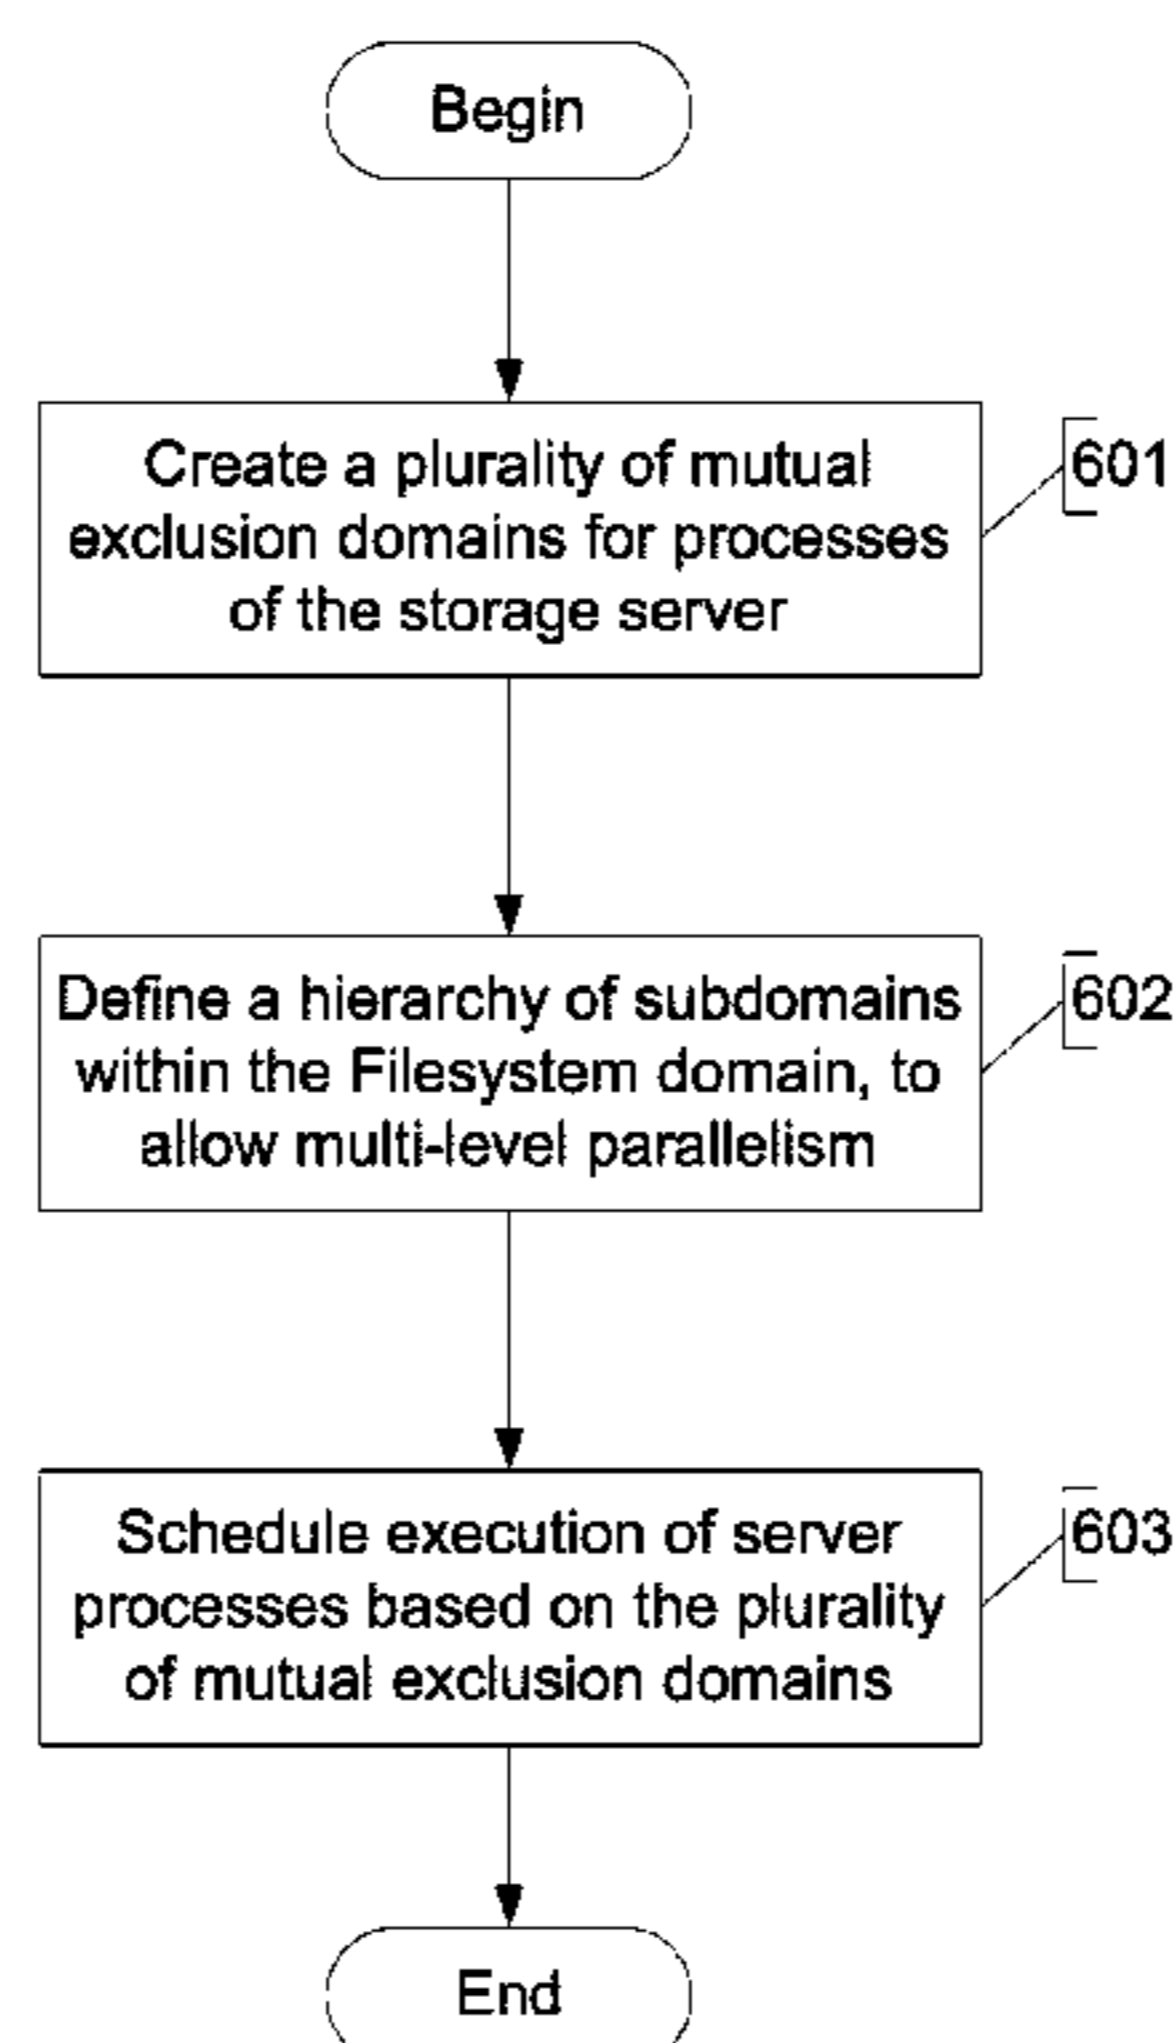 Begin
Create a plurality of mutual
exclusion domains for processes
of the storage server
601
Define a hierarchy of subdomains
within the Filesystem domain, to
allow multi-level parallelism
602
Schedule execution of server
processes based on the plurality
of mutual exclusion domains
603
End